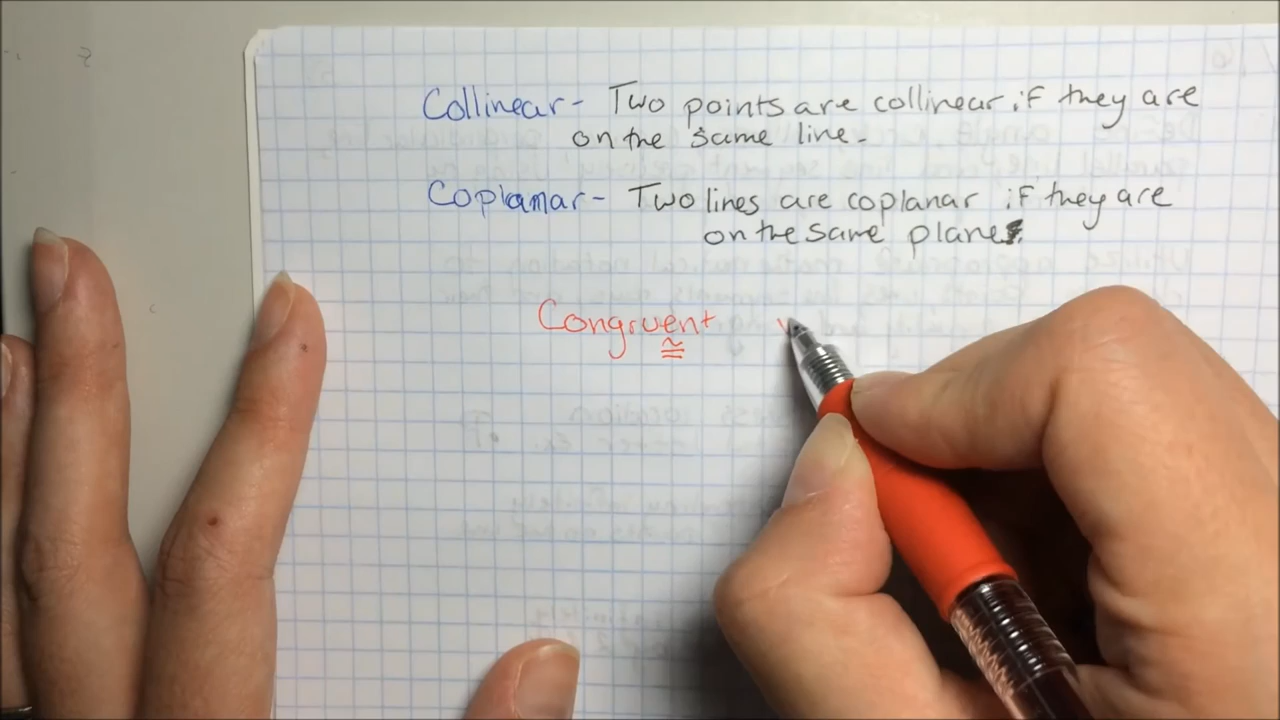 Collinear - Two points are collinear if they are
on the same line.
Coplanar - Two lines are coplanar if they are
on the same plane.
Congruent
≅